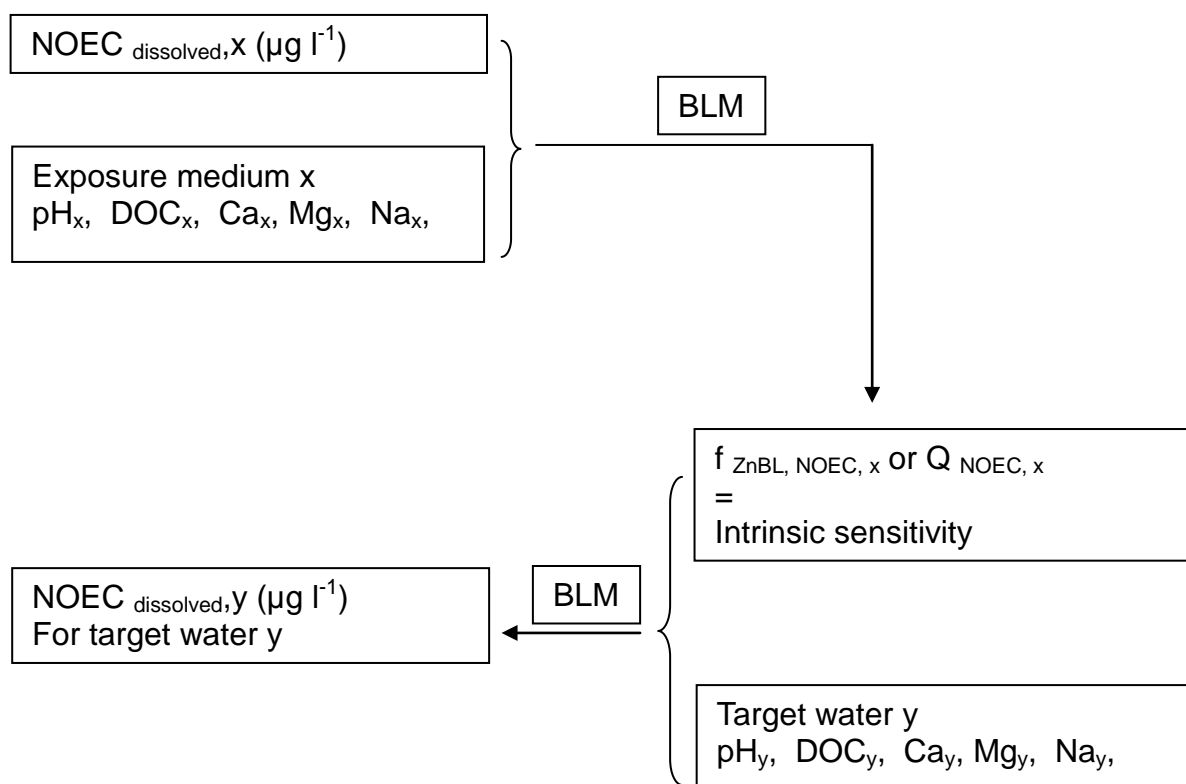 NOEC dissolved,x (µg l-1)
BLM
Exposure medium x
pHx, DOCx, Cax, Mgx, Nax,
f ZnBL, NOEC, x or Q NOEC, x
=
Intrinsic sensitivity
BLM
NOEC dissolved,y (µg l-1)
For target water y
Target water y
pHy, DOCy, Cay, Mgy, Nay,